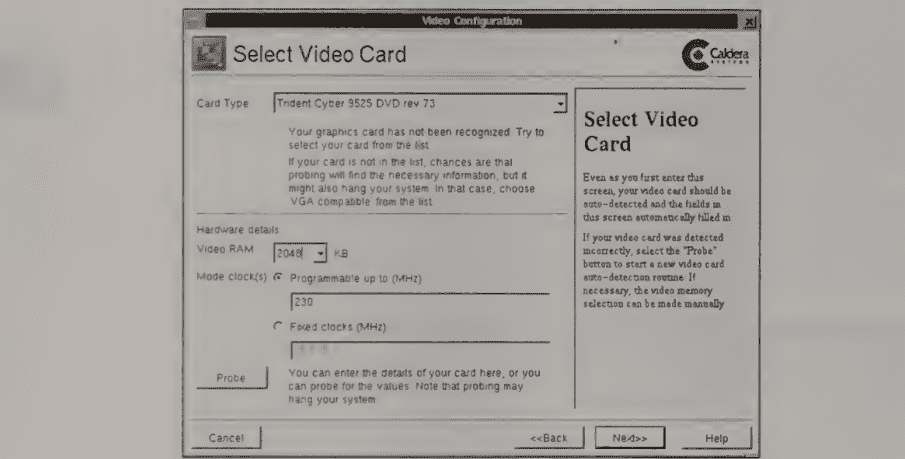 Video Configuration
Select Video Card
Caldera
SYSTEMS
Card Type
Trident Cyber 9525 DVD rev 73
Your graphics card has not been recognized. Try to
select your card from the list.
If your card is not in the list, chances are that
probing will find the necessary information, but it
might also hang your system. In that case, choose
VGA compatible from the list.
Hardware details
Video RAM
2048
KB
Mode clock(s)
Programmable up to (MHz)
230
Fixed clocks (MHz)
Probe
You can enter the details of your card here, or you
can probe for the values. Note that probing may
hang your system.
Select Video
Card
Even as you first enter this
screen, your video card should be
auto-detected and the fields in
this screen automatically filled in
If your video card was detected
incorrectly, select the "Probe"
button to start a new video card
auto-detection routine. If
necessary, the video memory
selection can be made manually
Cancel
<<Back
Next>>
Help